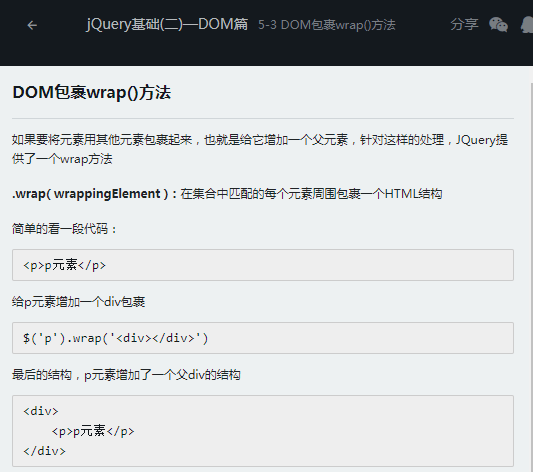 jQuery基础(二)—DOM篇 5-3 DOM包裹wrap()方法 分享
DOM包裹wrap()方法
如果要将元素用其他元素包裹起来，也就是给它增加一个父元素，针对这样的处理，JQuery提
供了一个wrap方法
.wrap( wrappingElement )：在集合中匹配的每个元素周围包裹一个HTML结构
简单的看一段代码：
<p>p元素</p>
给p元素增加一个div包裹
$('p').wrap('<div></div>')
最后的结构，p元素增加了一个父div的结构
<div>
<p>p元素</p>
</div>